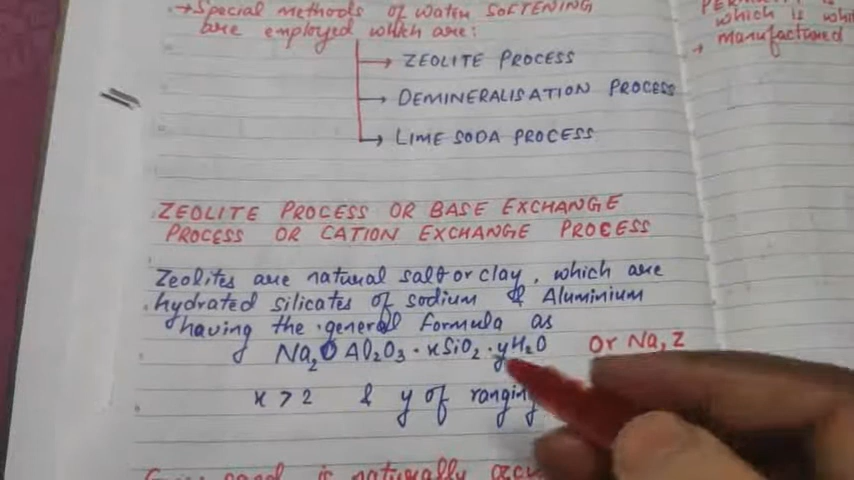 → Special methods of water SOFTENING
are employed which are:
→ ZEOLITE PROCESS
→ DEMINERALISATION PROCESS
→ LIME SODA PROCESS
ZEOLITE PROCESS OR BASE EXCHANGE
PROCESS OR CATION EXCHANGE PROCESS
Zeolites are natural salt or clay, which are
hydrated silicates of sodium & Aluminium
having the general formula as
Na₂O Al₂O₃ · xSiO₂ · yH₂O Or Na₂Z
x > 2 & y of ranging
is naturally
which is
→ manufactured